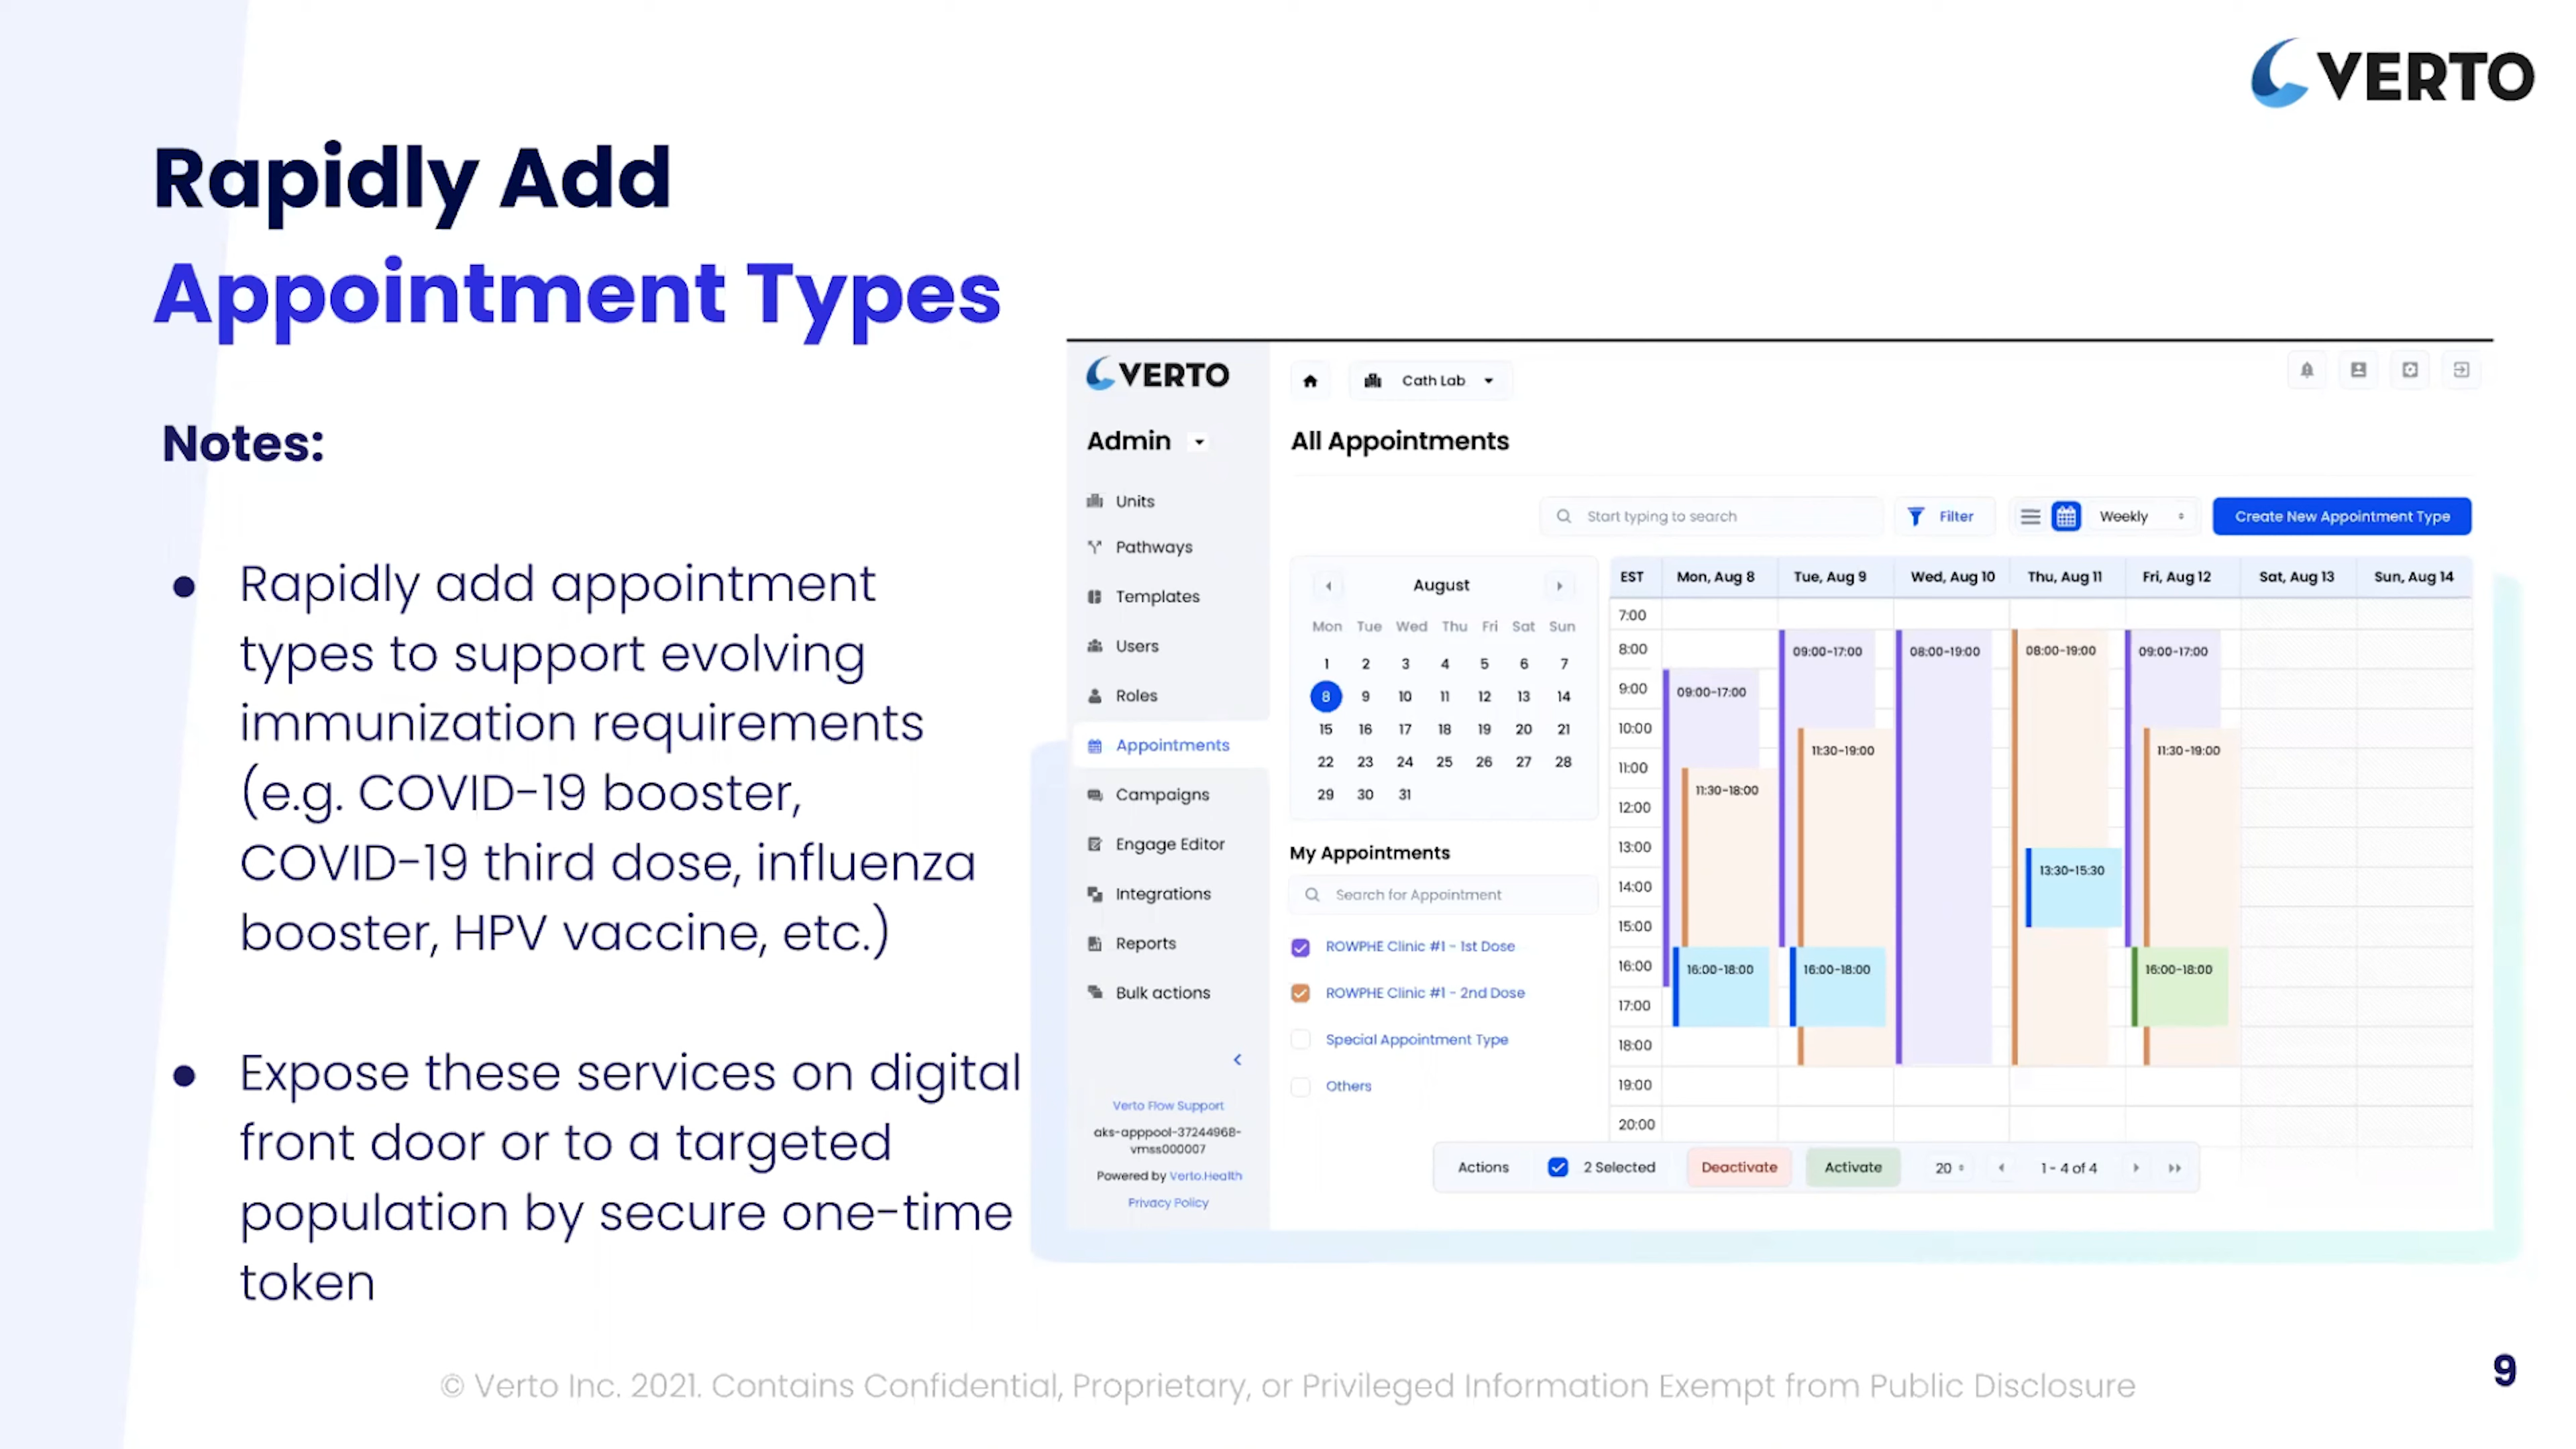 VERTO
Rapidly Add
Appointment Types
Notes:
● Rapidly add appointment
types to support evolving
immunization requirements
(e.g. COVID-19 booster,
COVID-19 third dose, influenza
booster, HPV vaccine, etc.)
● Expose these services on digital
front door or to a targeted
population by secure one-time
token
VERTO
Admin
Units
Pathways
Templates
Users
Roles
Appointments
Campaigns
Engage Editor
Integrations
Reports
Bulk actions
Verto Flow Support
aks-apppool-37244968-
vmss000007
Powered by Verto.Health
Privacy Policy
Cath Lab
All Appointments
Start typing to search
Filter
Weekly
Create New Appointment Type
August
Mon Tue Wed Thu Fri Sat Sun
1 2 3 4 5 6 7
8 9 10 11 12 13 14
15 16 17 18 19 20 21
22 23 24 25 26 27 28
29 30 31
My Appointments
Search for Appointment
ROWPHE Clinic #1 - 1st Dose
ROWPHE Clinic #1 - 2nd Dose
Special Appointment Type
Others
EST Mon, Aug 8 Tue, Aug 9 Wed, Aug 10 Thu, Aug 11 Fri, Aug 12 Sat, Aug 13 Sun, Aug 14
7:00
8:00 09:00-17:00 08:00-19:00 08:00-19:00 09:00-17:00
9:00 09:00-17:00
10:00 11:30-19:00 11:30-19:00
11:00 11:30-18:00
12:00
13:00 13:30-15:30
14:00
15:00
16:00 16:00-18:00 16:00-18:00 16:00-18:00
17:00
18:00
19:00
20:00
Actions 2 Selected Deactivate Activate 20 1 - 4 of 4
© Verto Inc. 2021. Contains Confidential, Proprietary, or Privileged Information Exempt from Public Disclosure
9